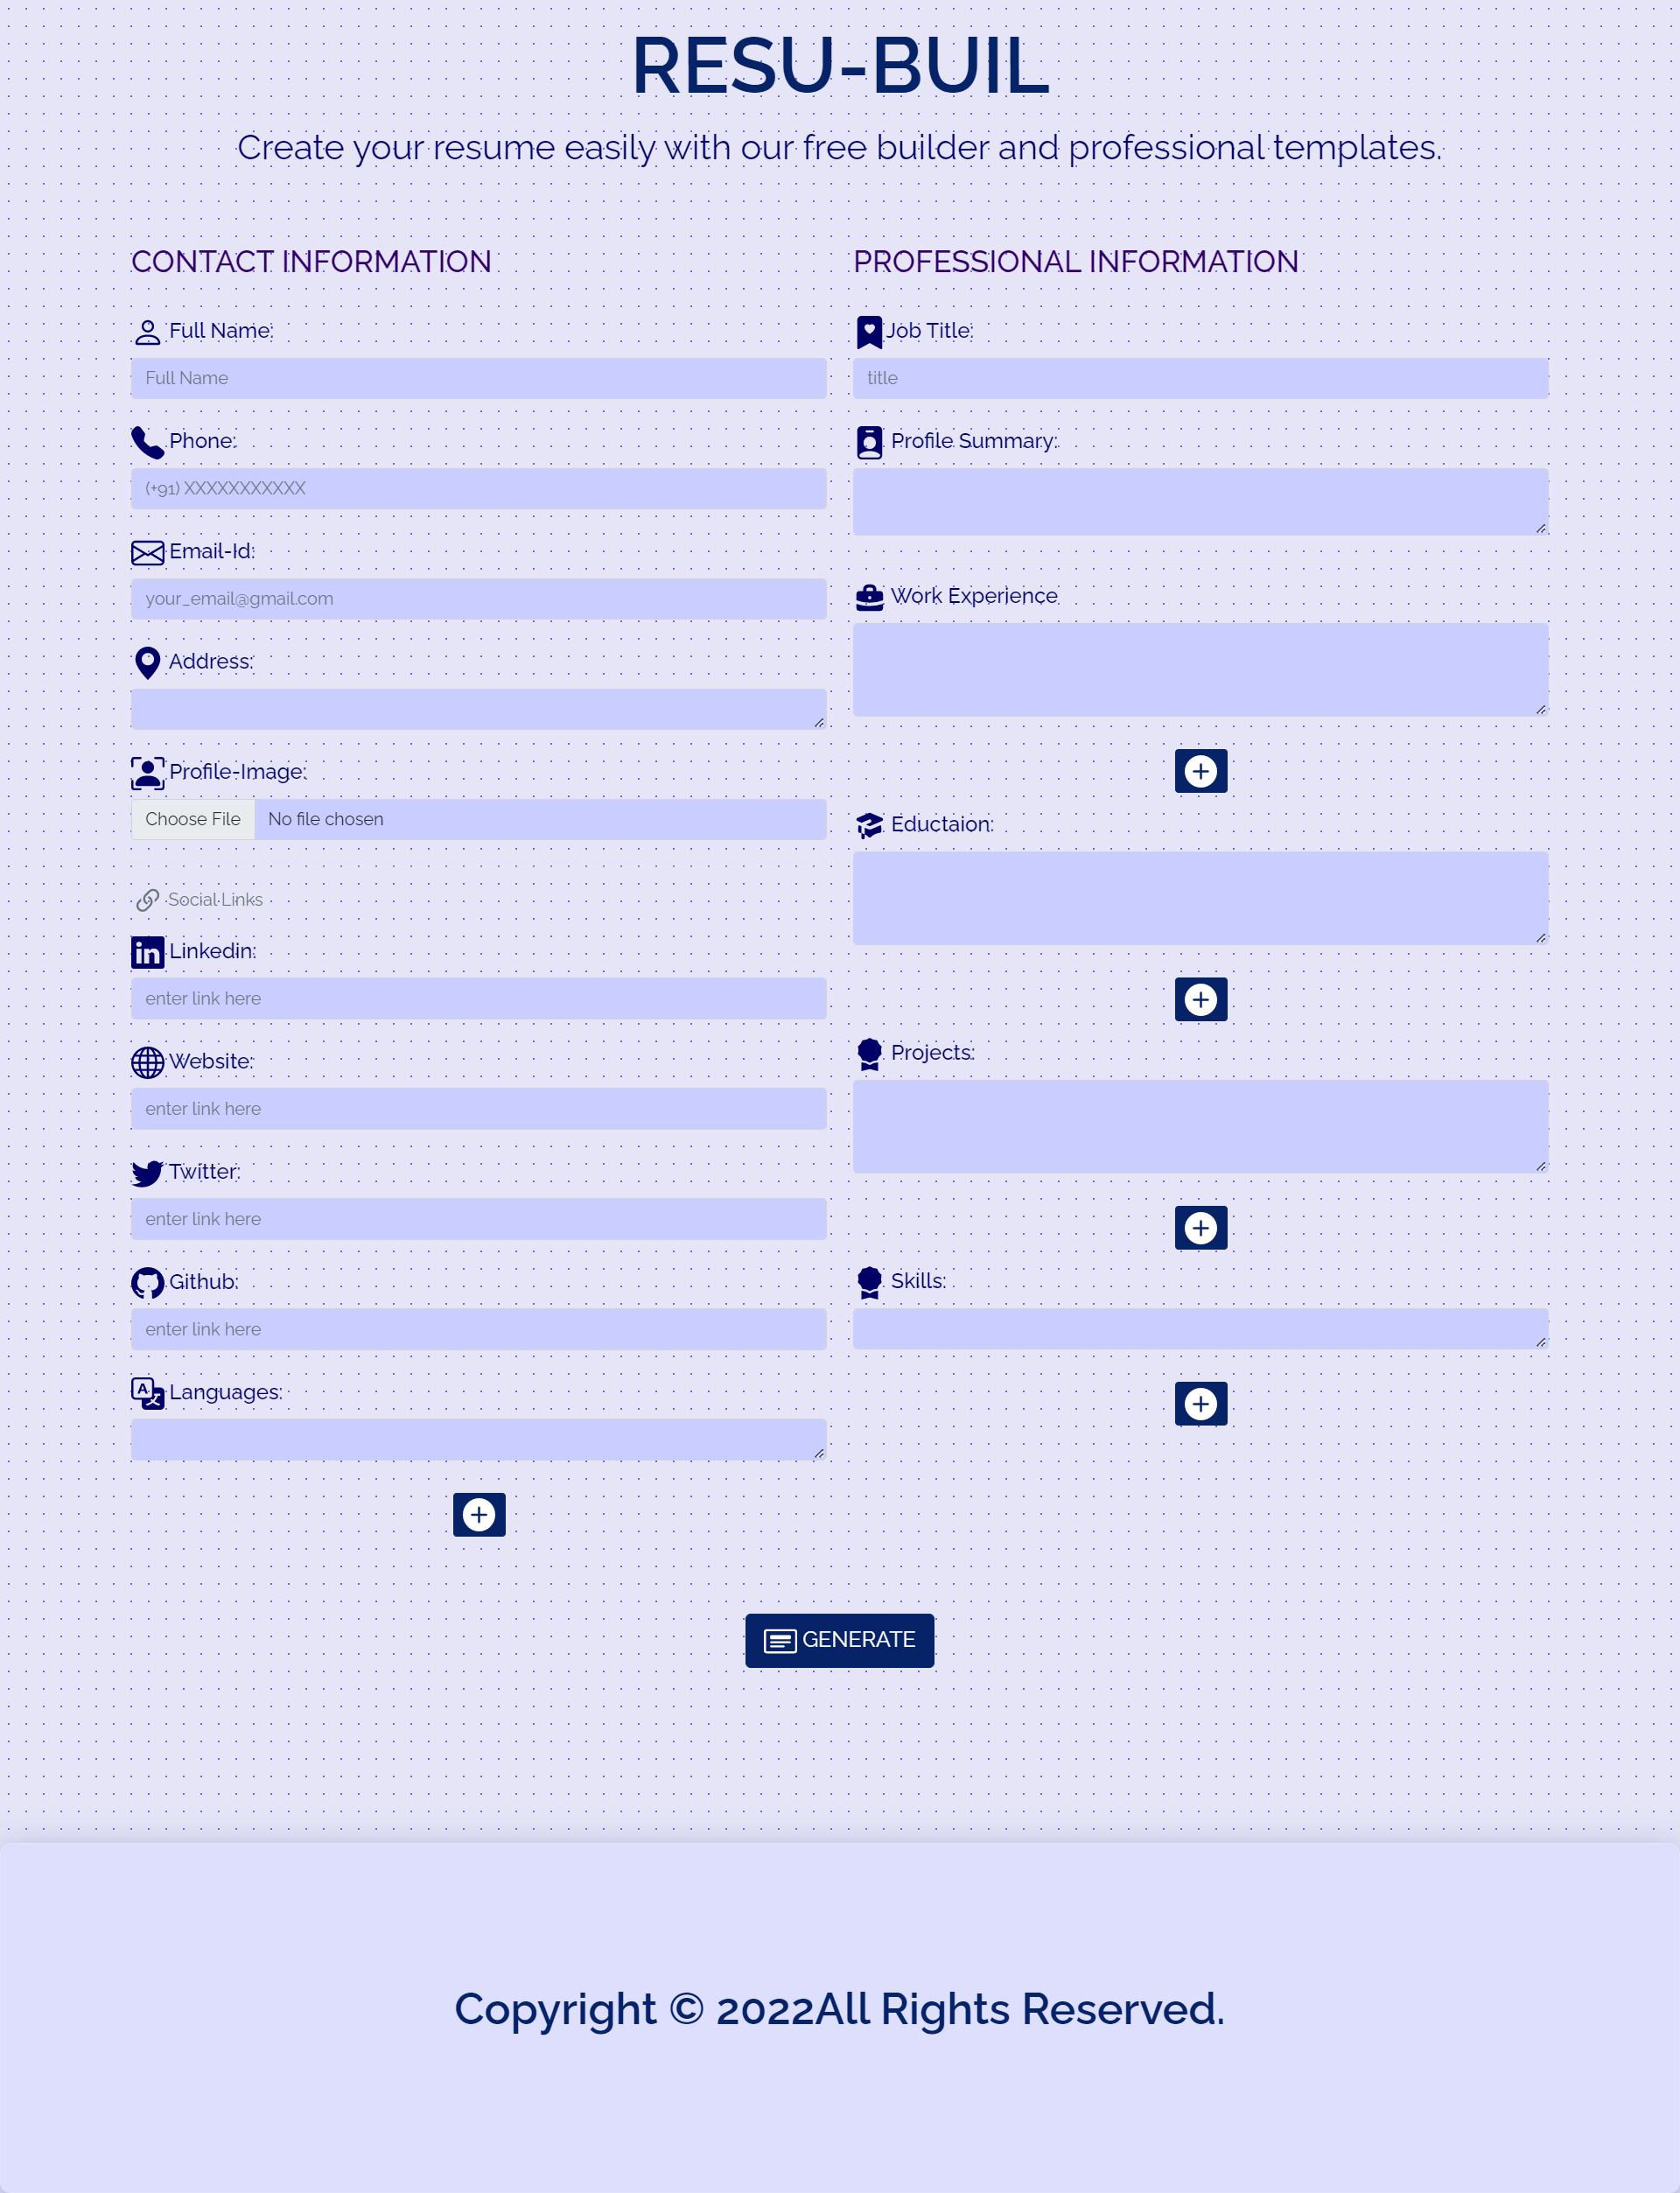 RESU-BUIL
Create your resume easily with our free builder and professional templates.
CONTACT INFORMATION
Full Name:
Full Name
Phone:
(+91) XXXXXXXXXXX
Email-Id:
your_email@gmail.com
Address:
Profile-Image:
Choose File No file chosen
Social Links
Linkedin:
enter link here
Website:
enter link here
Twitter:
enter link here
Github:
enter link here
Languages:
PROFESSIONAL INFORMATION
Job Title:
title
Profile Summary:
Work Experience
Eductaion:
Projects:
Skills:
GENERATE
Copyright © 2022All Rights Reserved.